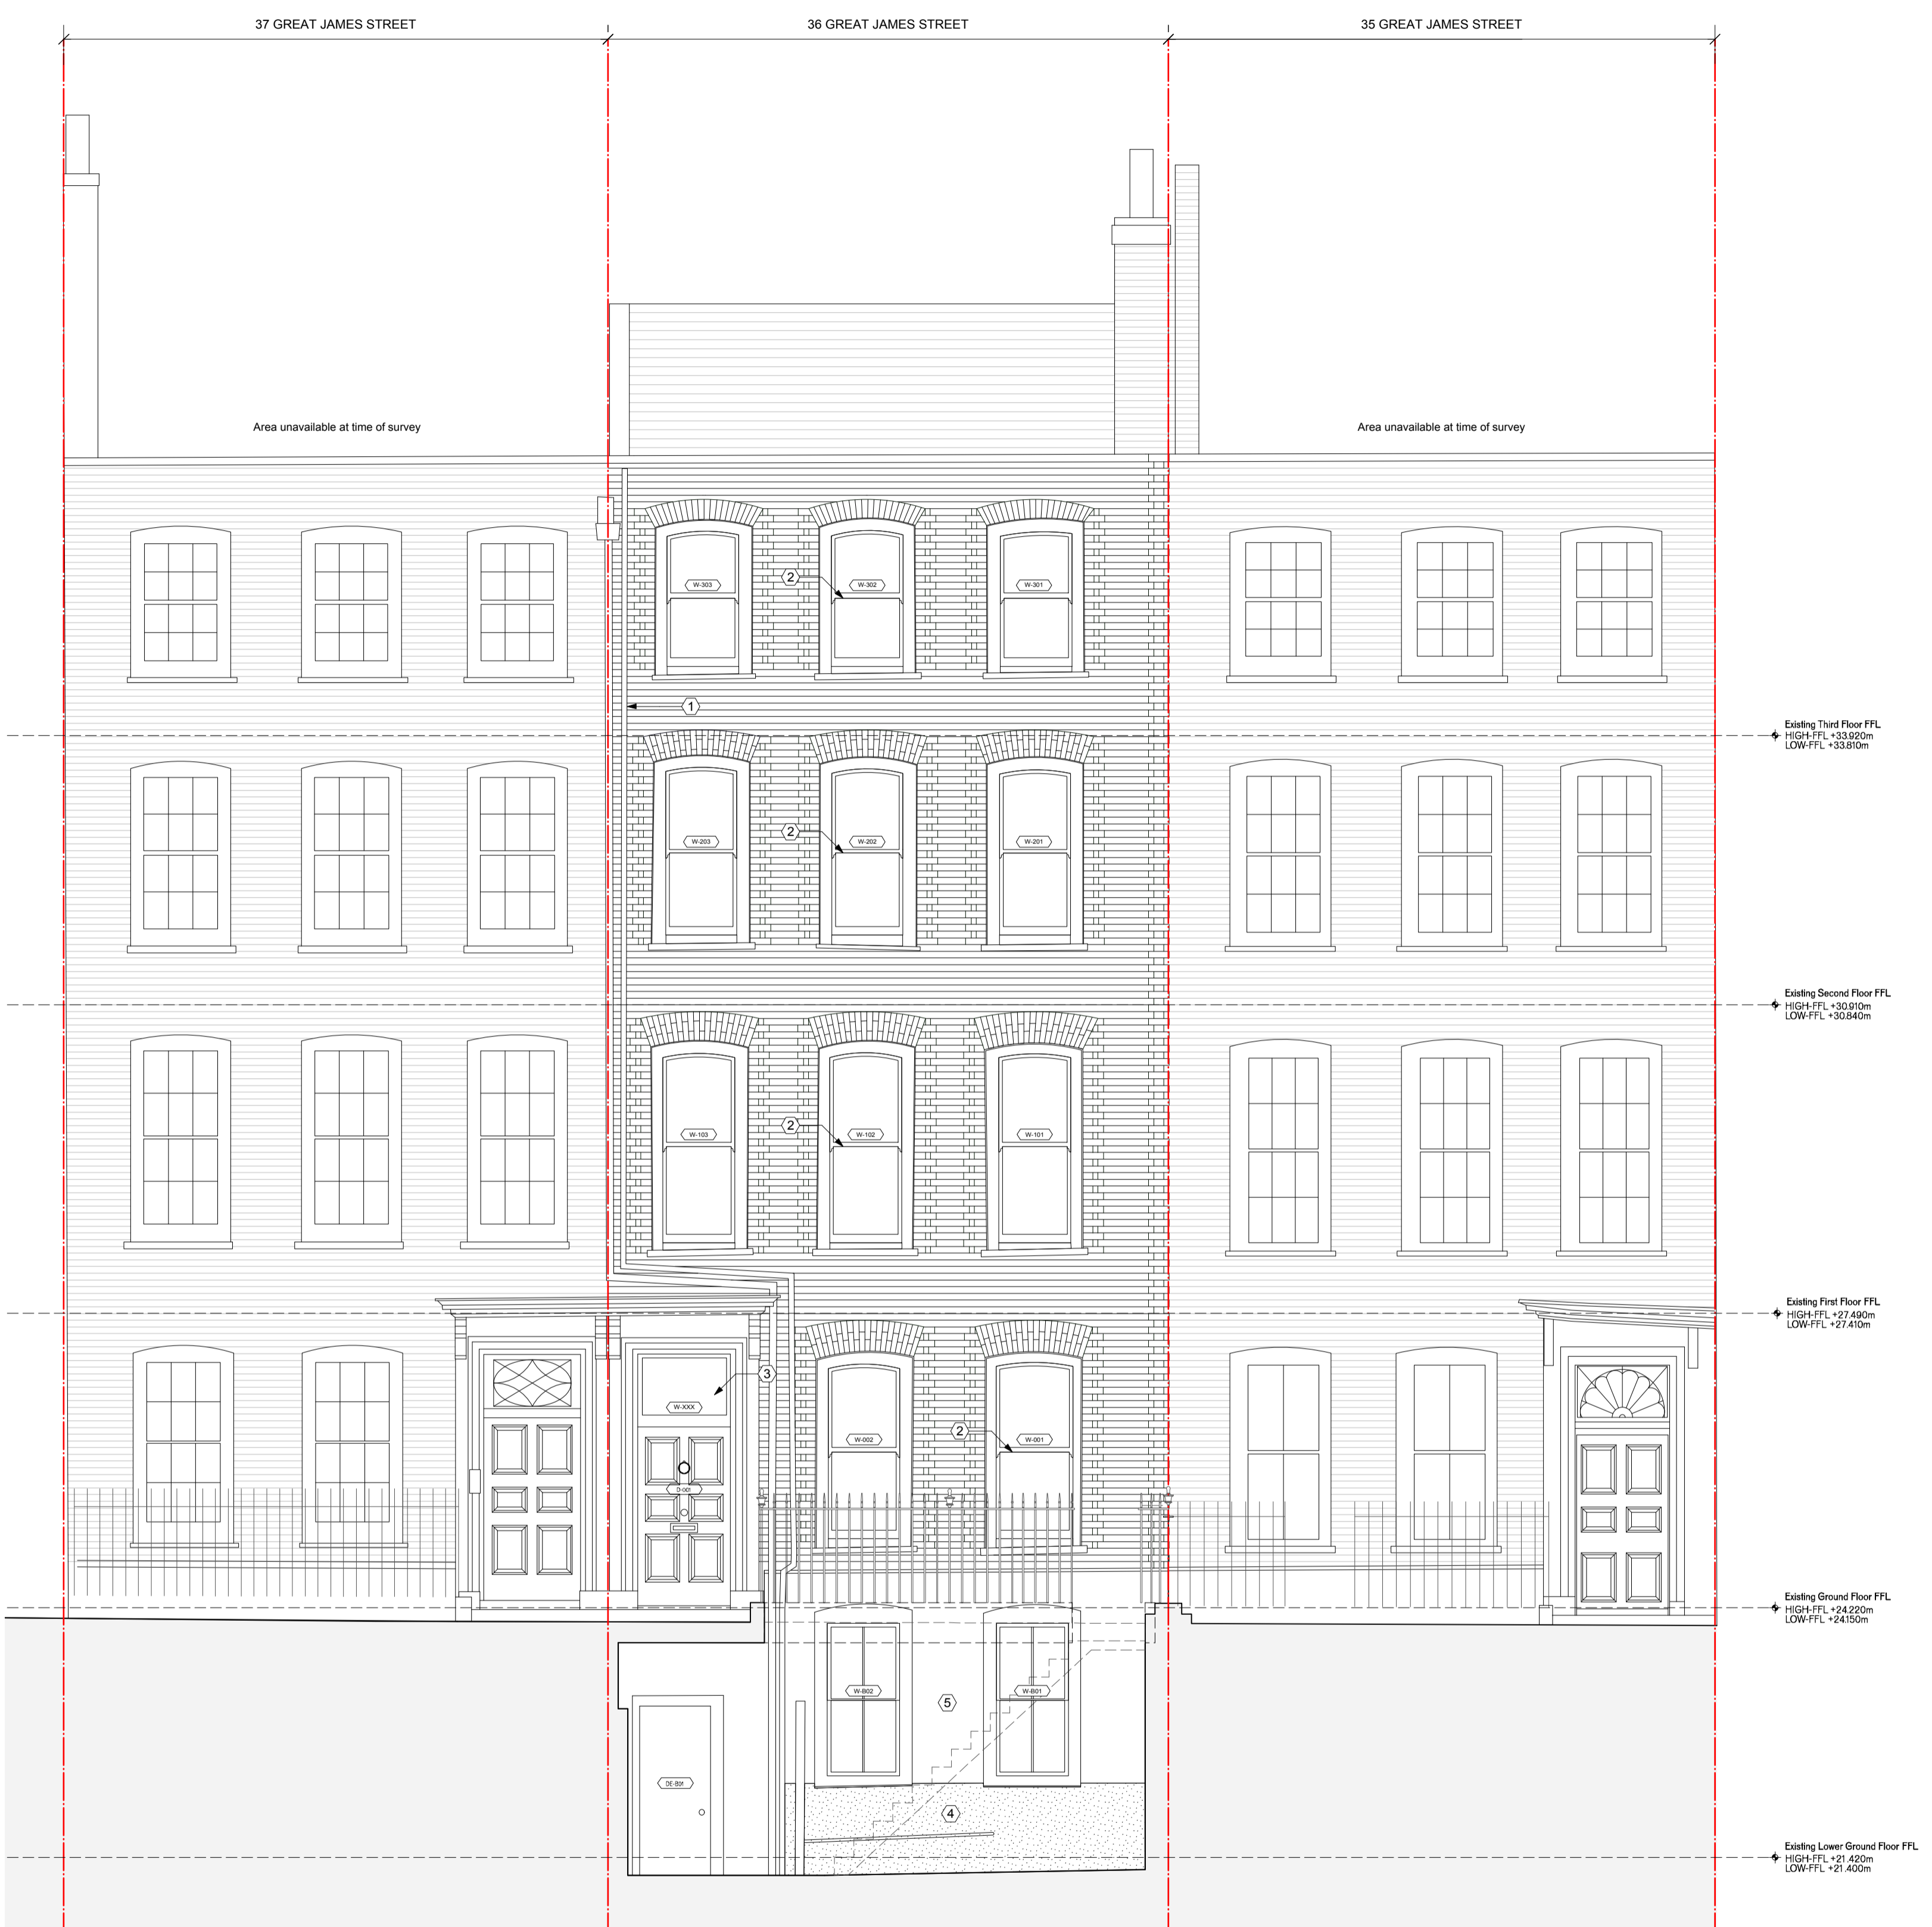 37 GREAT JAMES STREET
36 GREAT JAMES STREET
35 GREAT JAMES STREET
Area unavailable at time of survey
Area unavailable at time of survey
W-303
2
W-302
W-301
1
Existing Third Floor FFL
HIGH-FFL +33.920m
LOW-FFL +33.810m
W-203
2
W-202
W-201
Existing Second Floor FFL
HIGH-FFL +30.910m
LOW-FFL +30.840m
W-103
2
W-102
W-101
Existing First Floor FFL
HIGH-FFL +27.490m
LOW-FFL +27.410m
3
W-XXX
2
W-002
W-001
D-001
Existing Ground Floor FFL
HIGH-FFL +24.220m
LOW-FFL +24.150m
W-B02
W-B01
5
DE-B01
4
Existing Lower Ground Floor FFL
HIGH-FFL +21.420m
LOW-FFL +21.400m